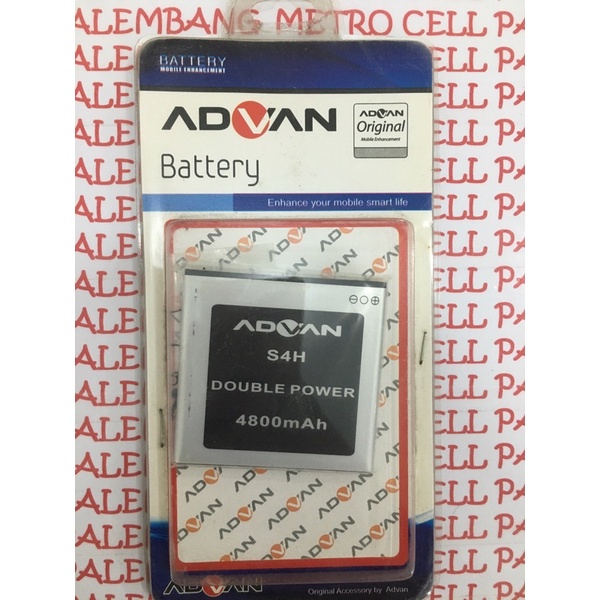 PALEMBANG METRO CELL PA
BATTERY
MOBILE ENHANCEMENT
ADVAN
Battery
ADVAN
Original
Mobile Enhancement
Enhance your mobile smart life
ADVAN
S4H
DOUBLE POWER
4800mAh
ADVAN
Original Accessory by Advan